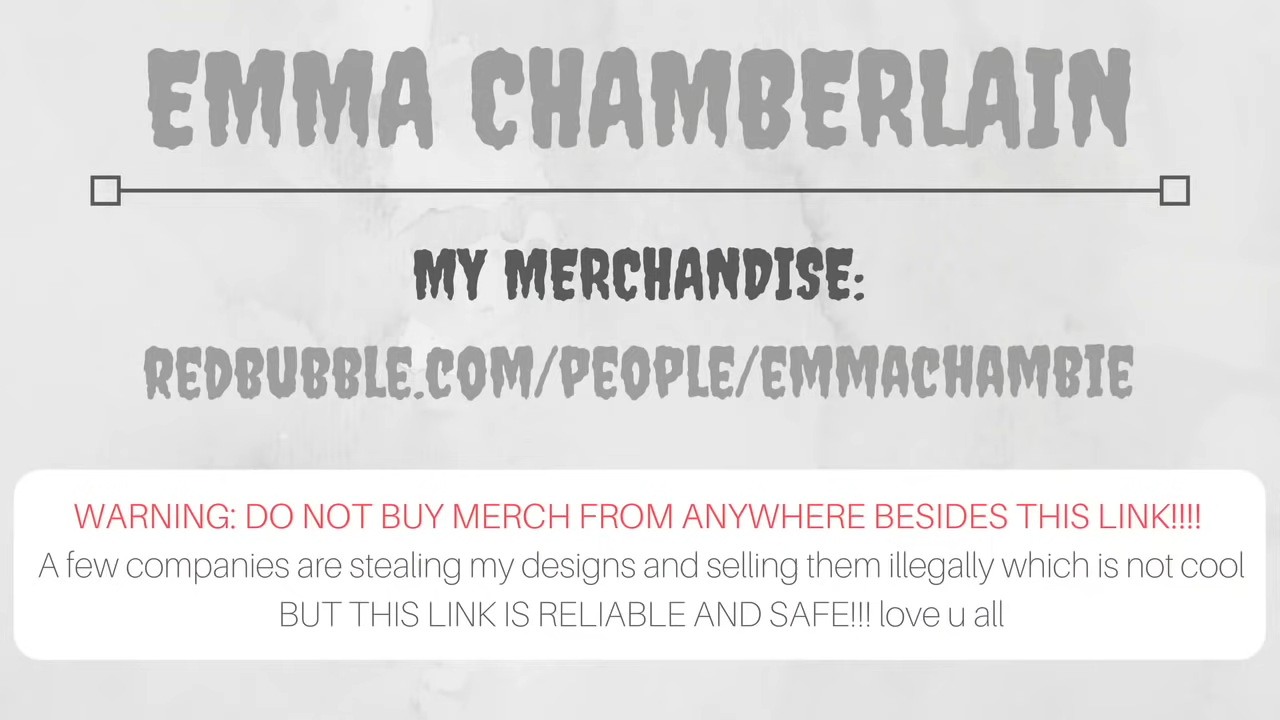 EMMA CHAMBERLAIN
MY MERCHANDISE:
REDBUBBLE.COM/PEOPLE/EMMACHAMBIE
WARNING: DO NOT BUY MERCH FROM ANYWHERE BESIDES THIS LINK!!!!
A few companies are stealing my designs and selling them illegally which is not cool
BUT THIS LINK IS RELIABLE AND SAFE!!! love u all